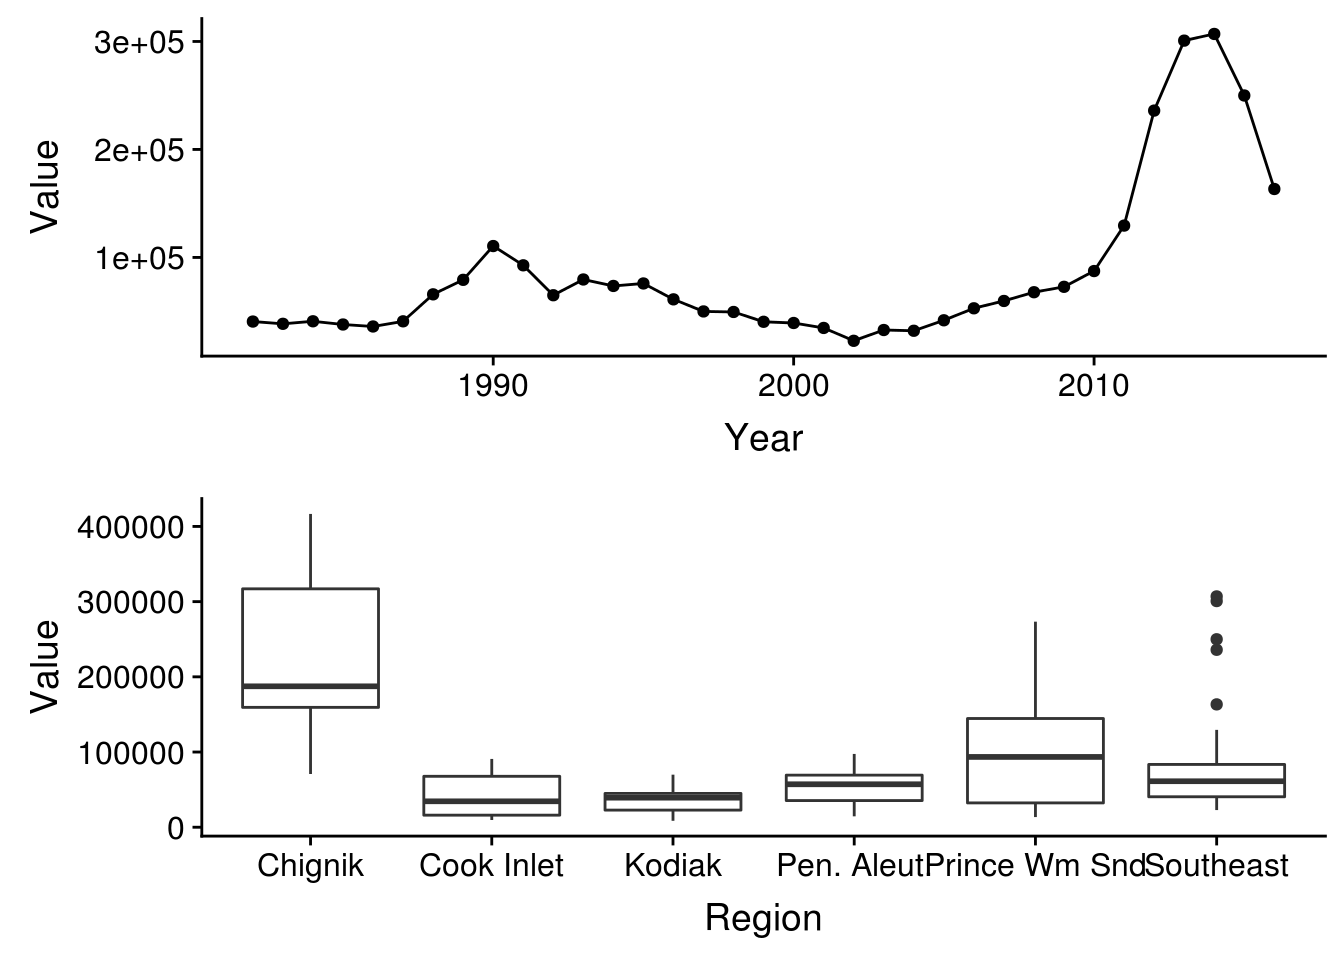 3e+05
2e+05
1e+05
Value
1990 2000 2010
Year
400000
300000
200000
100000
0
Value
Chignik Cook Inlet Kodiak Pen. Aleut Prince Wm Snd Southeast
Region